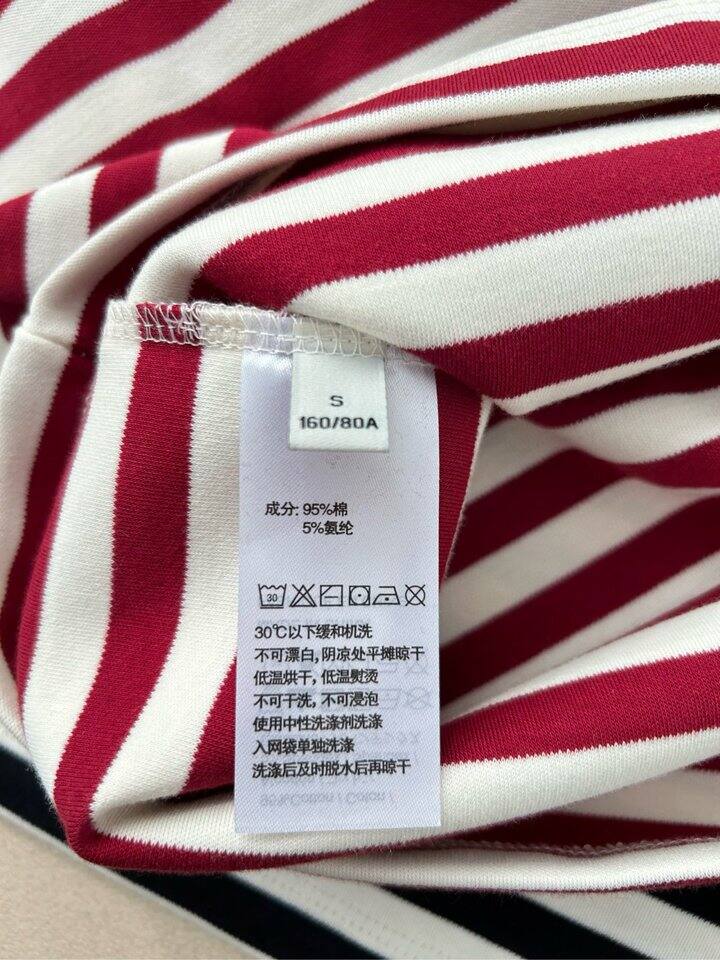 S
160/80A
成分: 95%棉
5%氨纶
30
30℃以下缓和机洗
不可漂白,阴凉处平摊晾干
低温烘干,低温熨烫
不可干洗,不可浸泡
使用中性洗涤剂洗涤
入网袋单独洗涤
洗涤后及时脱水后再晾干